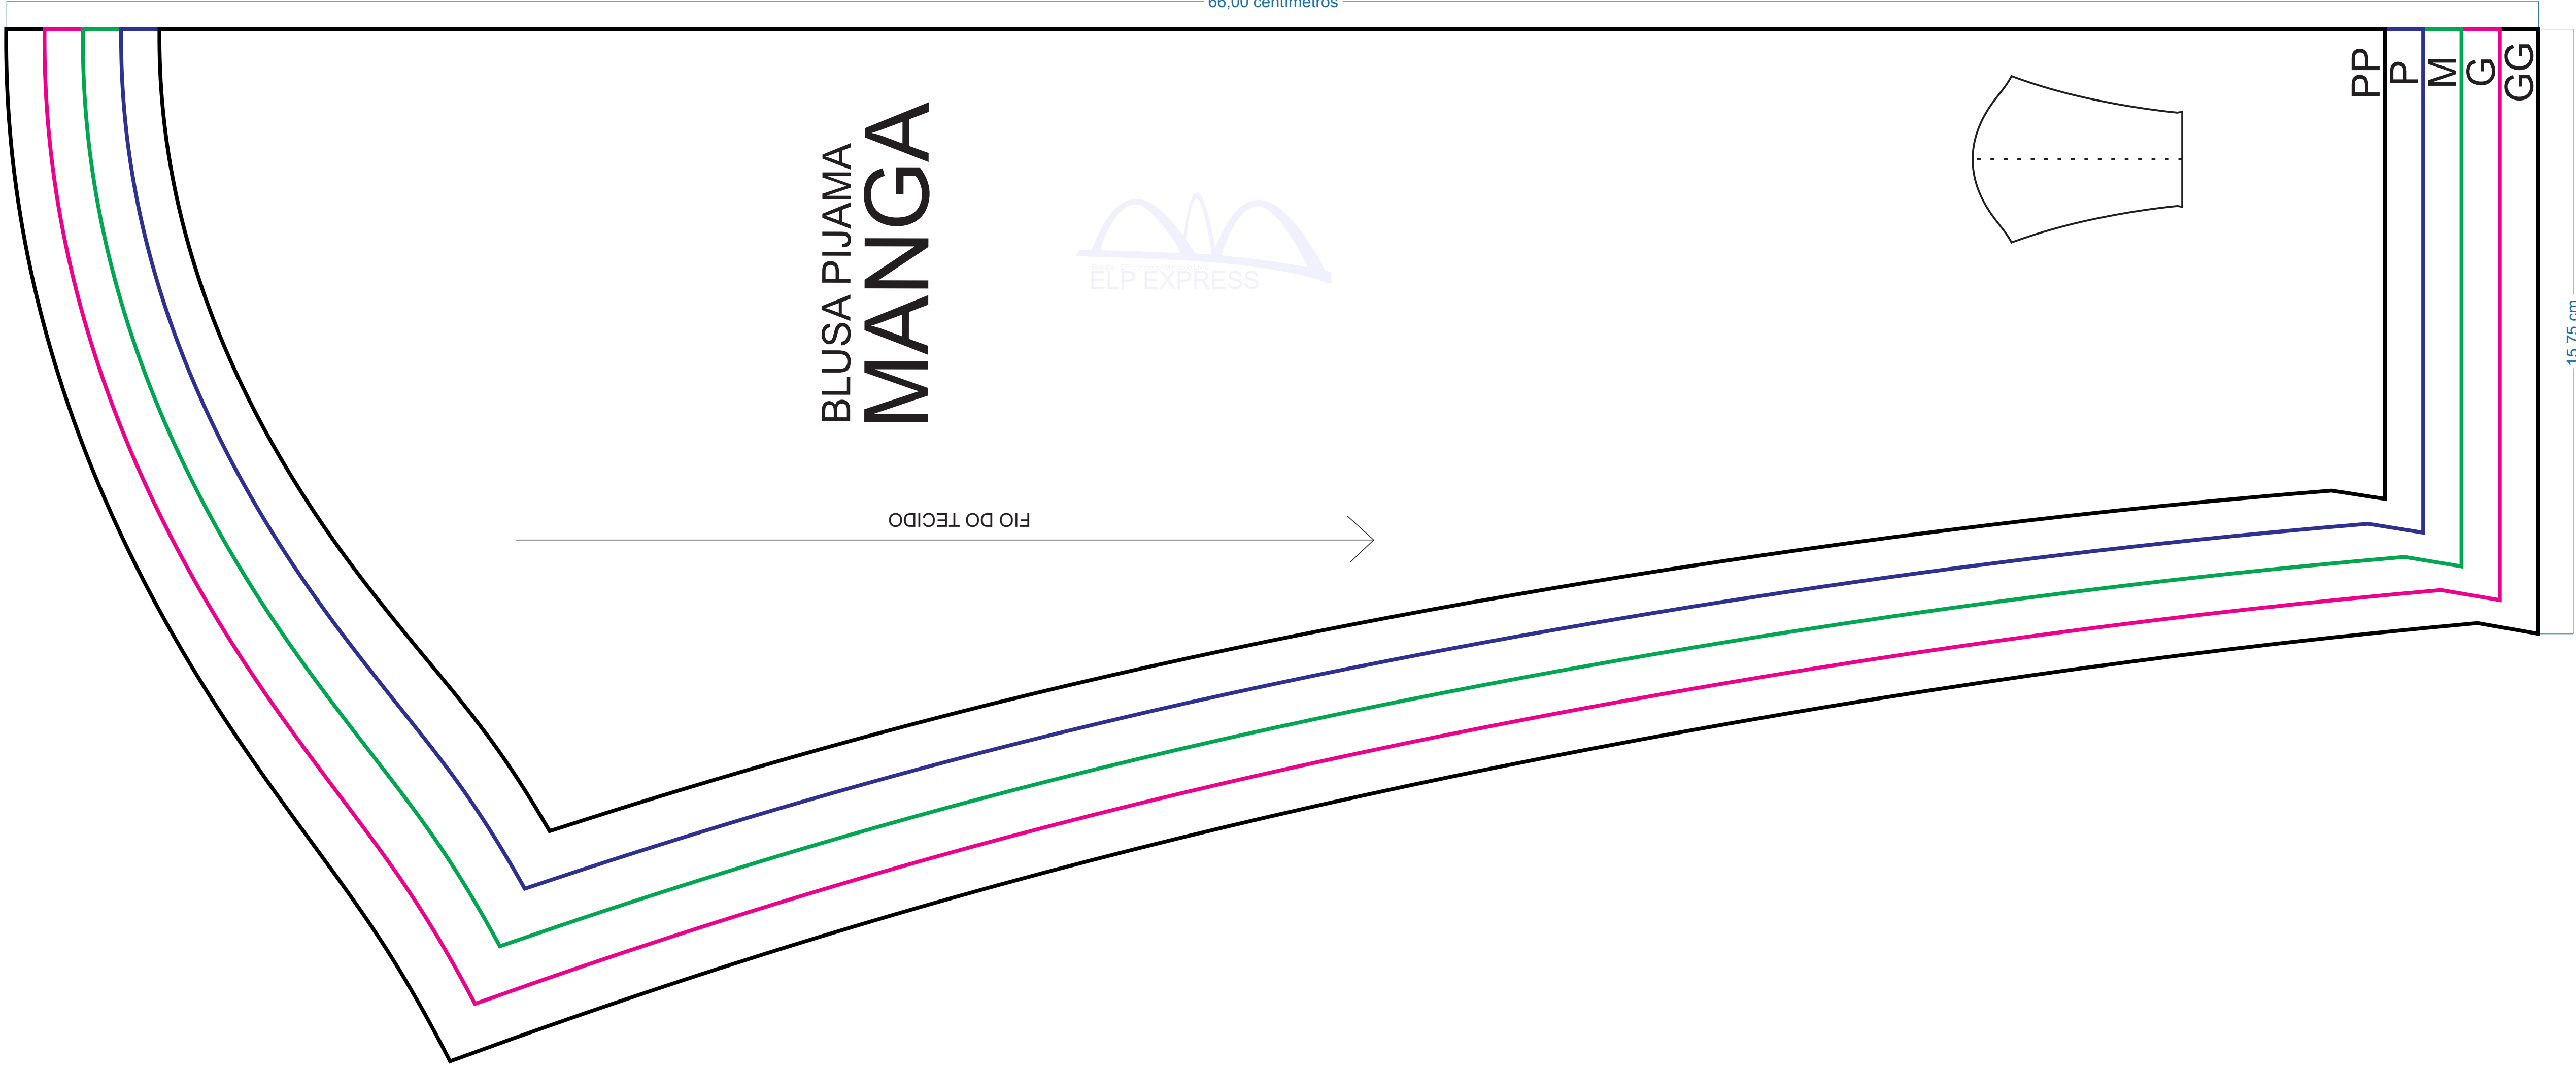 66,00 centímetros
PP
P
M
G
GG
BLUSA PIJAMA
MANGA
ELP EXPRESS
15,75 cm
FIO DO TECIDO